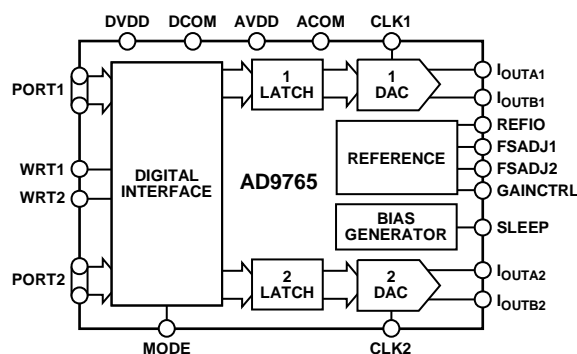 DVDD DCOM AVDD ACOM CLK1
PORT1
WRT1
WRT2
PORT2
DIGITAL
INTERFACE
1
LATCH
1
DAC
AD9765
REFERENCE
BIAS
GENERATOR
2
LATCH
2
DAC
IOUTA1
IOUTB1
REFIO
FSADJ1
FSADJ2
GAINCTRL
SLEEP
IOUTA2
IOUTB2
MODE CLK2